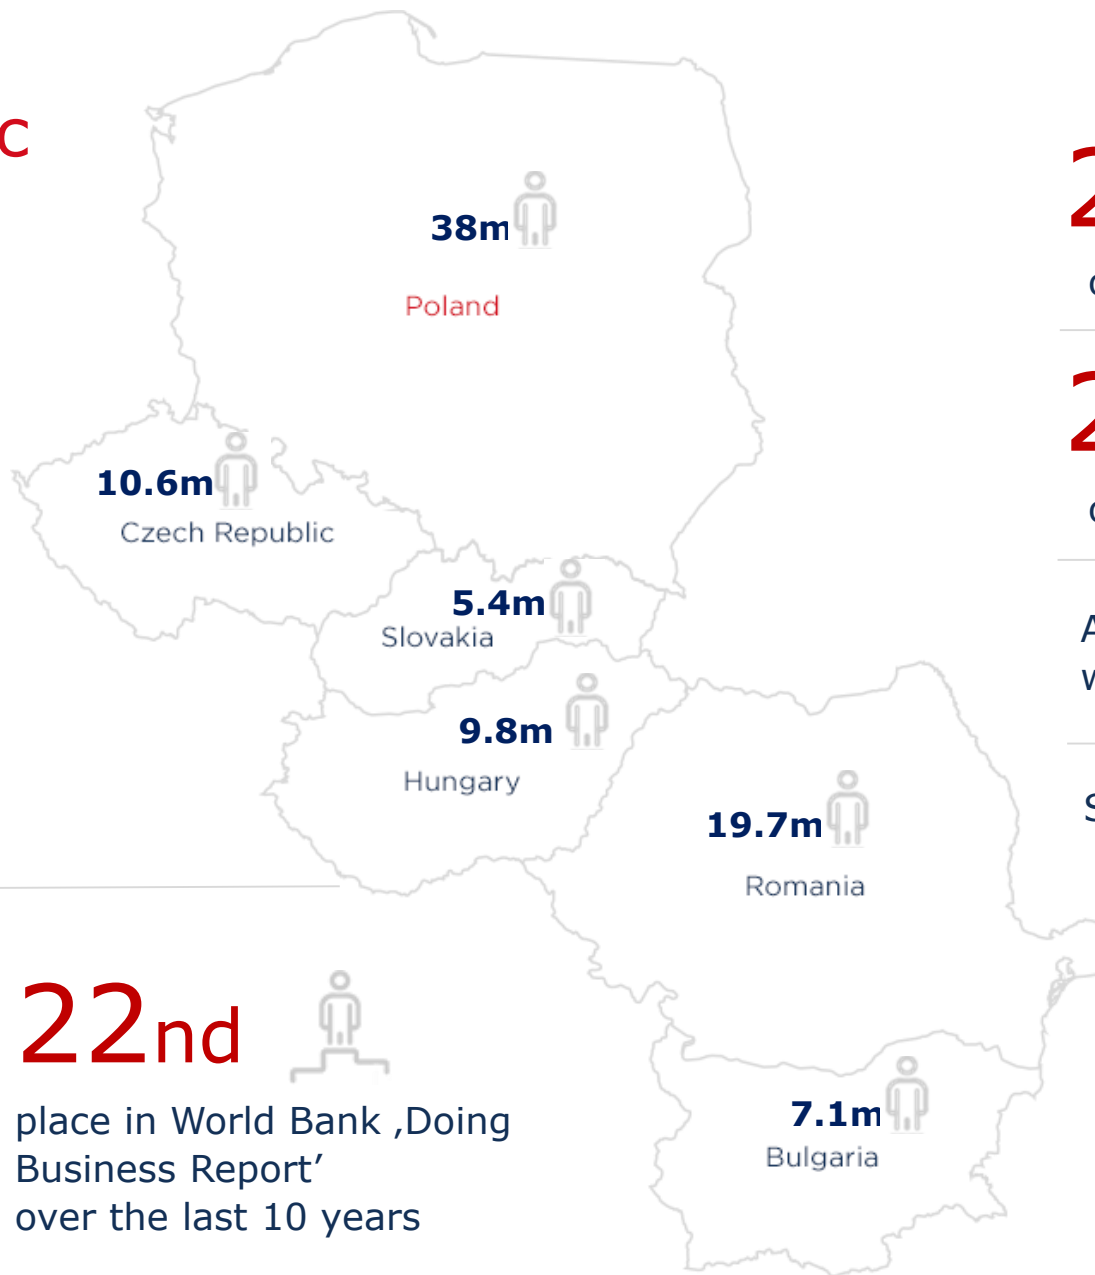 c
38m
Poland
10.6m
Czech Republic
5.4m
Slovakia
9.8m
Hungary
19.7m
Romania
22nd
place in World Bank ‚Doing
Business Report’
over the last 10 years
7.1m
Bulgaria